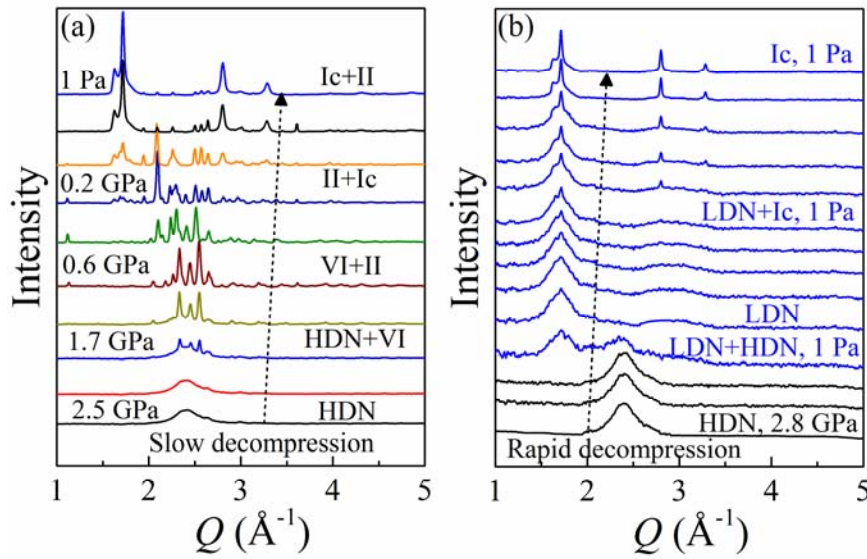 (a)
1 Pa
Ic+II
0.2 GPa
II+Ic
0.6 GPa
VI+II
1.7 GPa
HDN+VI
2.5 GPa
HDN
Slow decompression
Intensity
1 2 3 4 5
Q (Å⁻¹)
(b)
Ic, 1 Pa
LDN+Ic, 1 Pa
LDN
LDN+HDN, 1 Pa
HDN, 2.8 GPa
Rapid decompression
Intensity
1 2 3 4 5
Q (Å⁻¹)